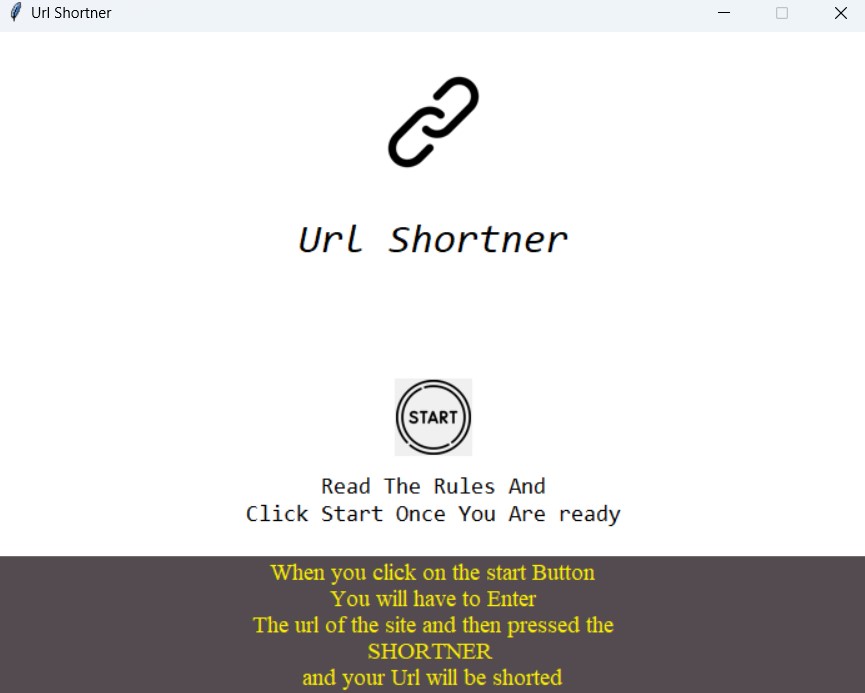 Url Shortner
Url Shortner
START
Read The Rules And
Click Start Once You Are ready
When you click on the start Button
You will have to Enter
The url of the site and then pressed the
SHORTNER
and your Url will be shorted